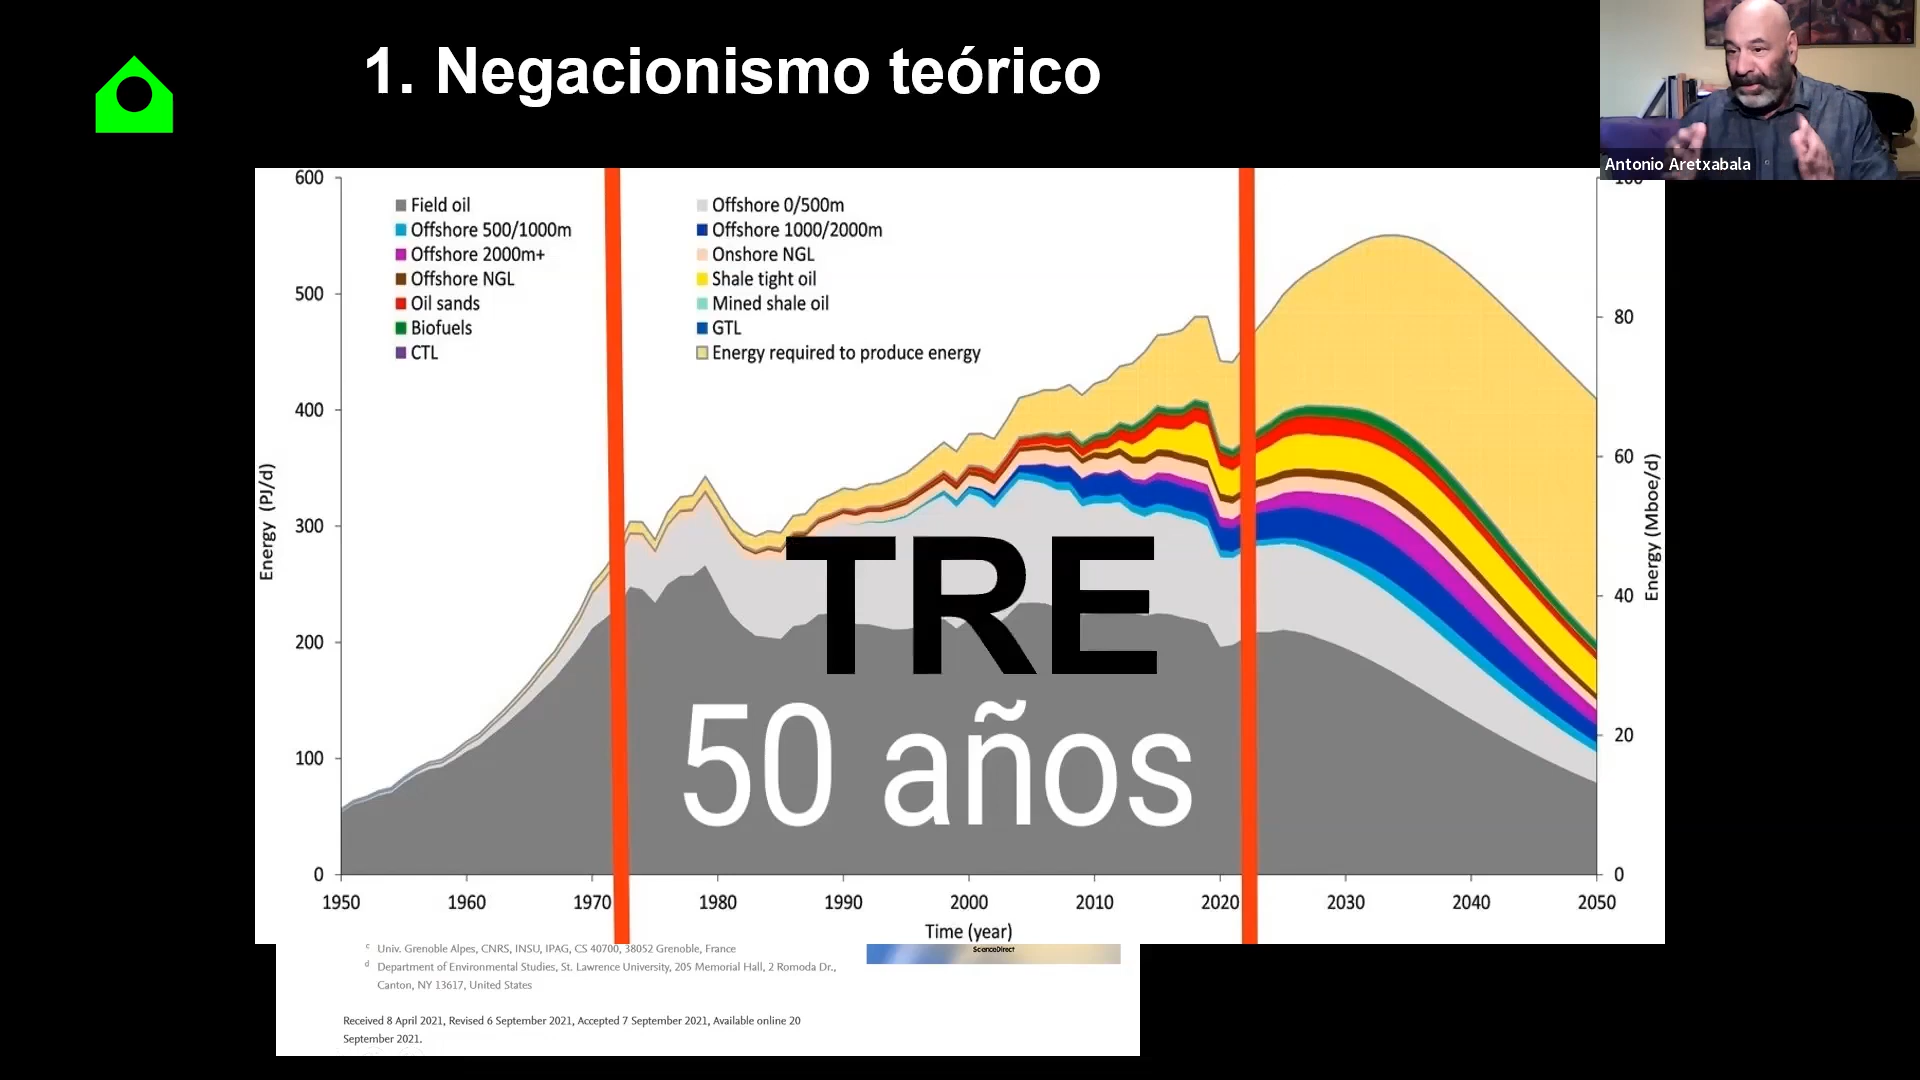 1. Negacionismo teórico
Antonio Aretxabala
600
500
400
300
200
100
0
Energy (PJ/d)
Field oil
Offshore 500/1000m
Offshore 2000m+
Offshore NGL
Oil sands
Biofuels
CTL
Offshore 0/500m
Offshore 1000/2000m
Onshore NGL
Shale tight oil
Mined shale oil
GTL
Energy required to produce energy
TRE
50 años
100
80
60
40
20
0
Energy (Mboe/d)
1950 1960 1970 1980 1990 2000 2010 2020 2030 2040 2050
Time (year)
c Univ. Grenoble Alpes, CNRS, INSU, IPAG, CS 40700, 38052 Grenoble, France
d Department of Environmental Studies, St. Lawrence University, 205 Memorial Hall, 2 Romoda Dr.,
Canton, NY 13617, United States
ScienceDirect
Received 8 April 2021, Revised 6 September 2021, Accepted 7 September 2021, Available online 20
September 2021.